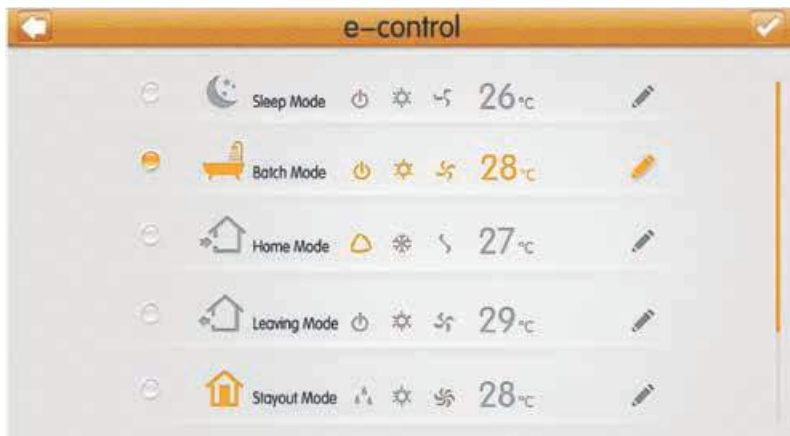 e-control
Sleep Mode 26°C
Batch Mode 28°C
Home Mode 27°C
Leaving Mode 29°C
Stayout Mode 28°C